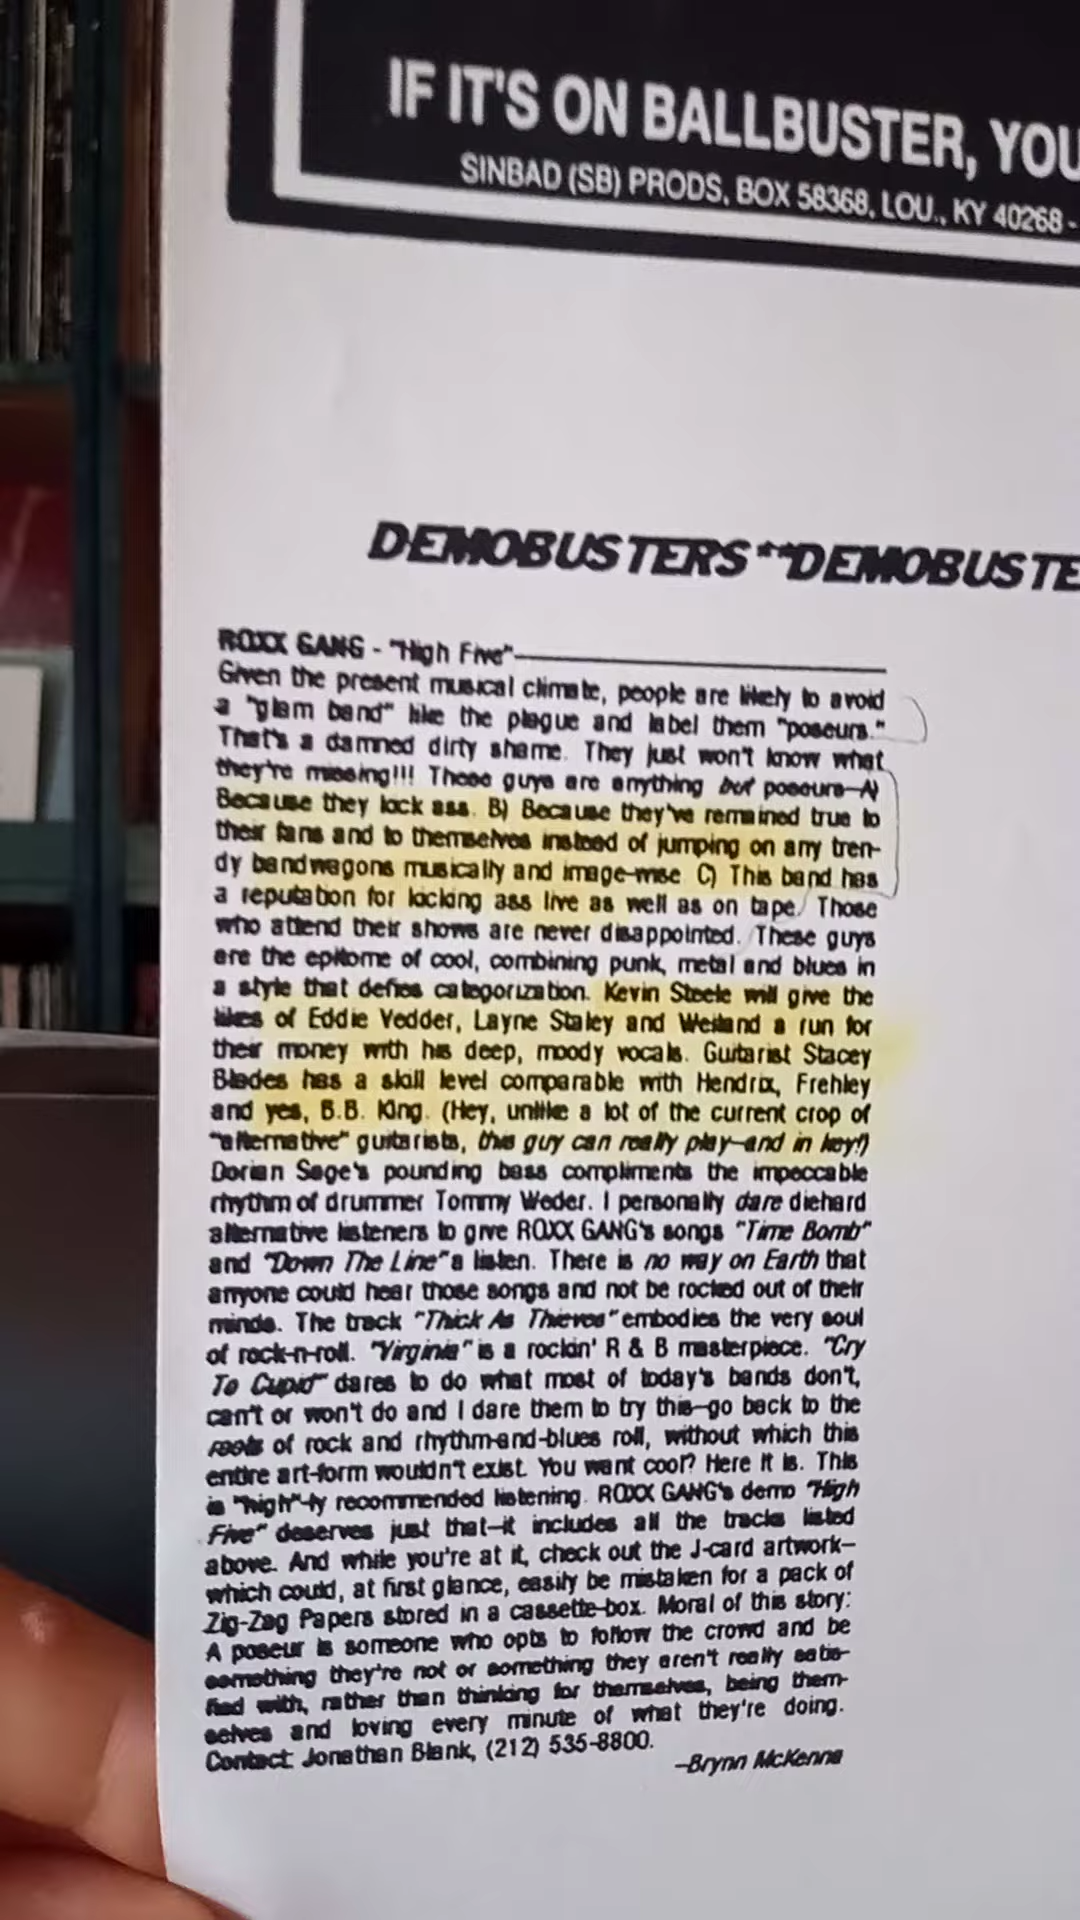 IF IT'S ON BALLBUSTER, YOU
SINBAD (SB) PRODS, BOX 58368, LOU., KY 40268 -
DEMOBUSTERS**DEMOBUSTE
ROXX GANG - "High Five"
Given the present musical climate, people are likely to avoid
a "glam band" like the plague and label them "poseurs."
That's a damned dirty shame. They just won't know what
they're missing!!! These guys are anything but poseurs—A)
Because they kick ass. B) Because they've remained true to
their fans and to themselves instead of jumping on any tren-
dy bandwagons musically and image-wise C) This band has
a reputation for kicking ass live as well as on tape. Those
who attend their shows are never disappointed. These guys
are the epitome of cool, combining punk, metal and blues in
a style that defies categorization. Kevin Steele will give the
likes of Eddie Vedder, Layne Staley and Weiland a run for
their money with his deep, moody vocals. Guitarist Stacey
Blades has a skill level comparable with Hendrix, Frehley
and yes, B.B. King. (Hey, unlike a lot of the current crop of
"alternative" guitarists, this guy can really play—and in key!)
Dorian Sage's pounding bass compliments the impeccable
rhythm of drummer Tommy Weder. I personally dare diehard
alternative listeners to give ROXX GANG's songs "Time Bomb"
and "Down The Line" a listen. There is no way on Earth that
anyone could hear those songs and not be rocked out of their
minds. The track "Thick As Thieves" embodies the very soul
of rock-n-roll. "Virginia" is a rockin' R & B masterpiece. "Cry
To Cupid" dares to do what most of today's bands don't,
can't or won't do and I dare them to try this—go back to the
roots of rock and rhythm-and-blues roll, without which this
entire art-form wouldn't exist. You want cool? Here it is. This
is "high"-ly recommended listening. ROXX GANG's demo "High
Five" deserves just that—it includes all the tracks listed
above. And while you're at it, check out the J-card artwork—
which could, at first glance, easily be mistaken for a pack of
Zig-Zag Papers stored in a cassette-box. Moral of this story:
A poseur is someone who opts to follow the crowd and be
something they're not or something they aren't really satis-
fied with, rather than thinking for themselves, being them-
selves and loving every minute of what they're doing.
Contact: Jonathan Blank, (212) 535-8800.
—Brynn McKenna